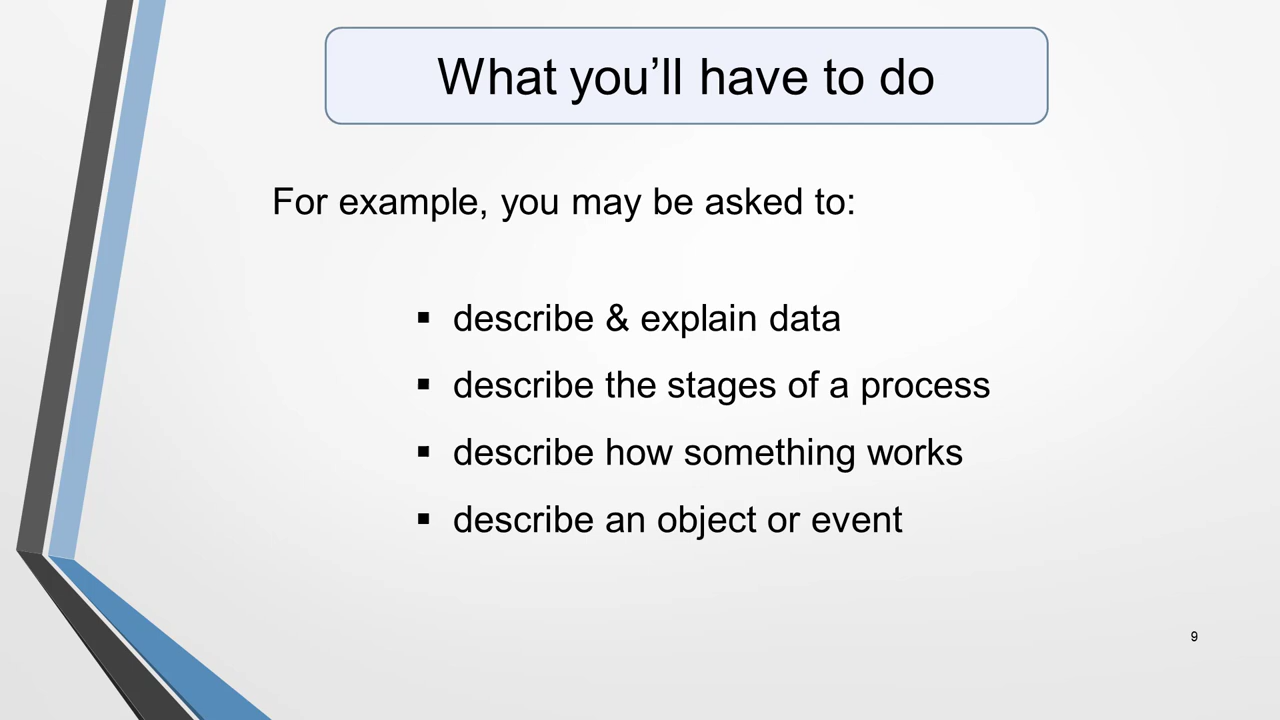 What you’ll have to do
For example, you may be asked to:
▪ describe & explain data
▪ describe the stages of a process
▪ describe how something works
▪ describe an object or event
9